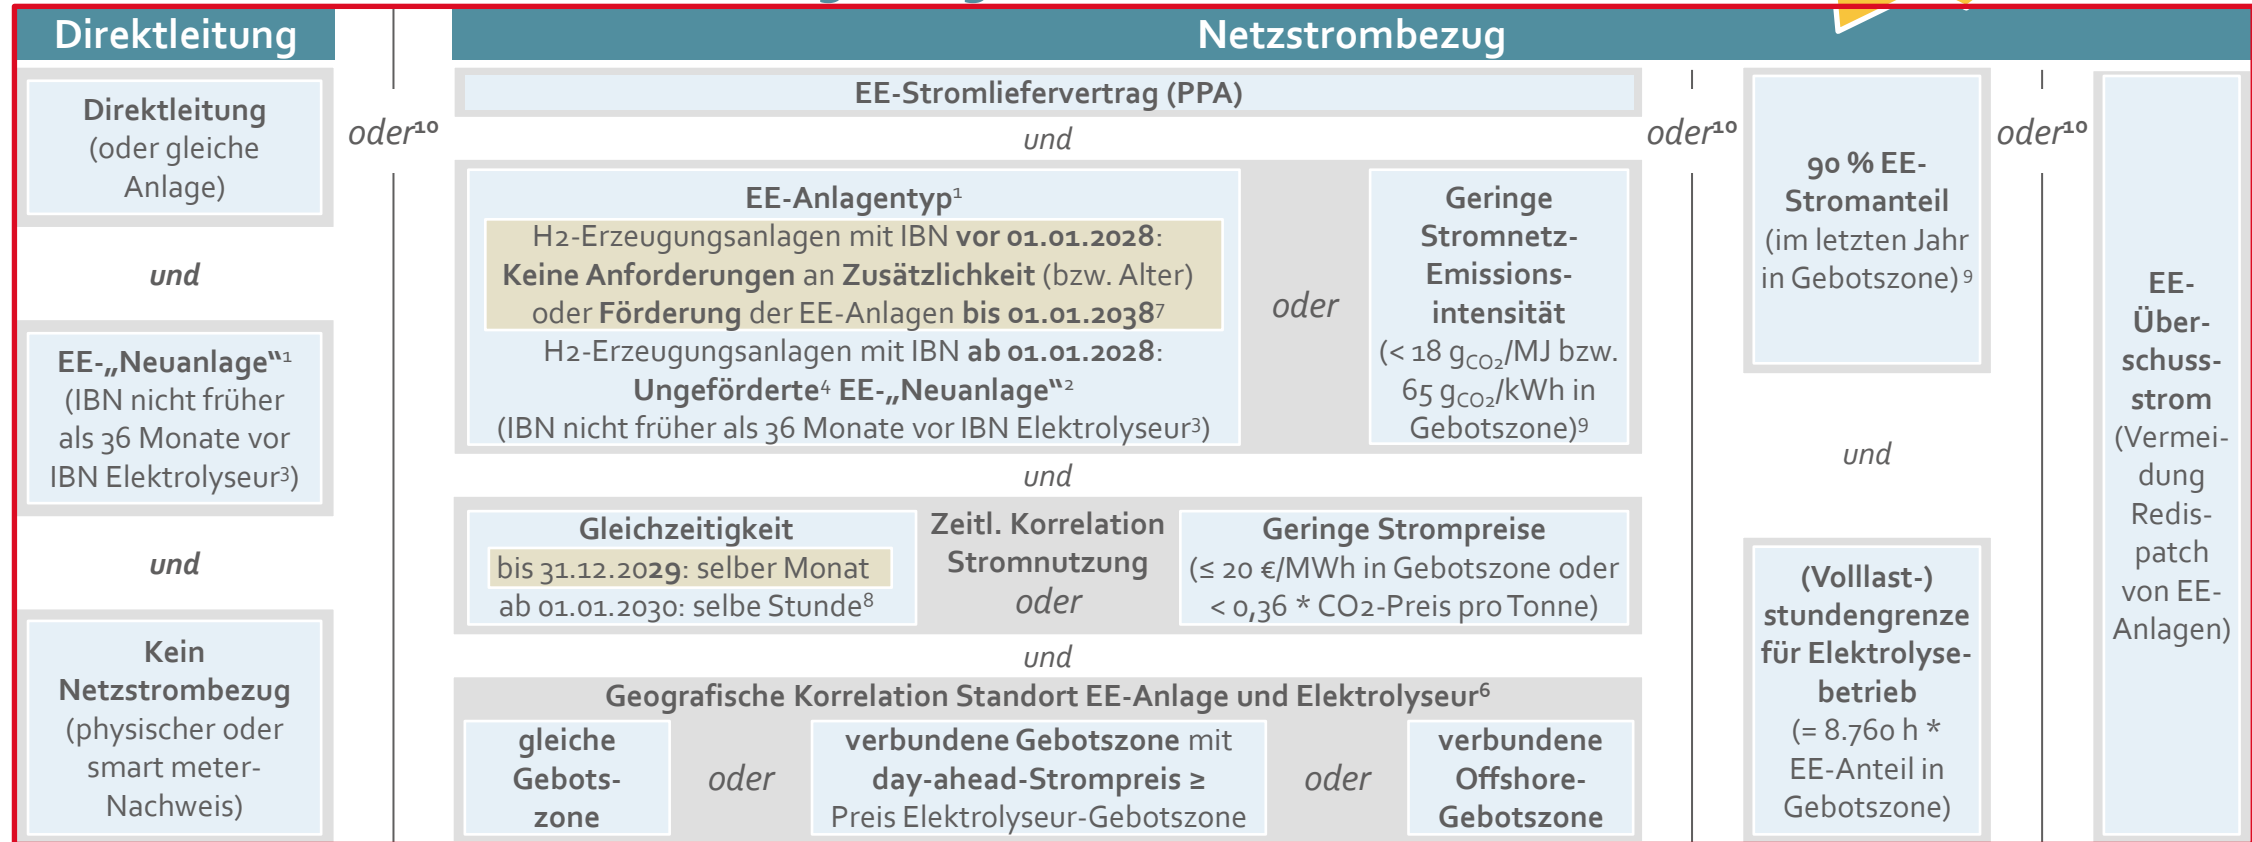 Direktleitung
Netzstrombezug
Direktleitung
(oder gleiche
Anlage)
und
EE-„Neuanlage“¹
(IBN nicht früher
als 36 Monate vor
IBN Elektrolyseur³)
und
Kein
Netzstrombezug
(physischer oder
smart meter-
Nachweis)
oder¹⁰
EE-Stromliefervertrag (PPA)
und
EE-Anlagentyp¹
H2-Erzeugungsanlagen mit IBN vor 01.01.2028:
Keine Anforderungen an Zusätzlichkeit (bzw. Alter)
oder Förderung der EE-Anlagen bis 01.01.2038⁷
H2-Erzeugungsanlagen mit IBN ab 01.01.2028:
Ungeförderte⁴ EE-„Neuanlage“²
(IBN nicht früher als 36 Monate vor IBN Elektrolyseur³)
oder
Geringe
Stromnetz-
Emissions-
intensität
(< 18 g_CO2/MJ bzw.
65 g_CO2/kWh in
Gebotszone)⁹
und
Gleichzeitigkeit
bis 31.12.2029: selber Monat
ab 01.01.2030: selbe Stunde⁸
Zeitl. Korrelation
Stromnutzung
oder
Geringe Strompreise
(≤ 20 €/MWh in Gebotszone oder
< 0,36 * CO2-Preis pro Tonne)
und
Geografische Korrelation Standort EE-Anlage und Elektrolyseur⁶
gleiche
Gebots-
zone
oder
verbundene Gebotszone mit
day-ahead-Strompreis ≥
Preis Elektrolyseur-Gebotszone
oder
verbundene
Offshore-
Gebotszone
oder¹⁰
90 % EE-
Stromanteil
(im letzten Jahr
in Gebotszone)⁹
und
(Volllast-)
stundengrenze
für Elektrolyse-
betrieb
(= 8.760 h *
EE-Anteil in
Gebotszone)
oder¹⁰
EE-
Über-
schuss-
strom
(Vermei-
dung
Redis-
patch
von EE-
Anlagen)